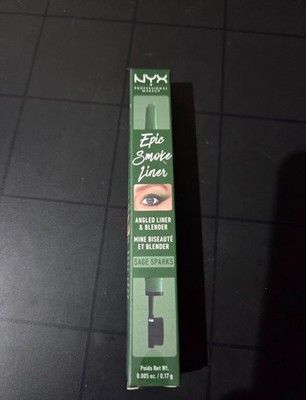 NYX
PROFESSIONAL
MAKEUP
Epic
Smoke
Liner
ANGLED LINER
& BLENDER
MINE BISEAUTÉ
ET BLENDER
SAGE SPARKS
Poids Net Wt.
0.005 oz. / 0.17 g